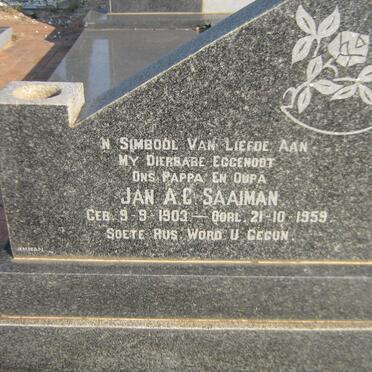 'N SIMBOOL VAN LIEFDE AAN
MY DIERBARE EGGENOOT
ONS PAPPA EN OUPA
JAN A.C. SAAIMAN
GEB. 9-9-1903 — OORL. 21-10-1959.
SOETE RUS WORD U GEGUN.